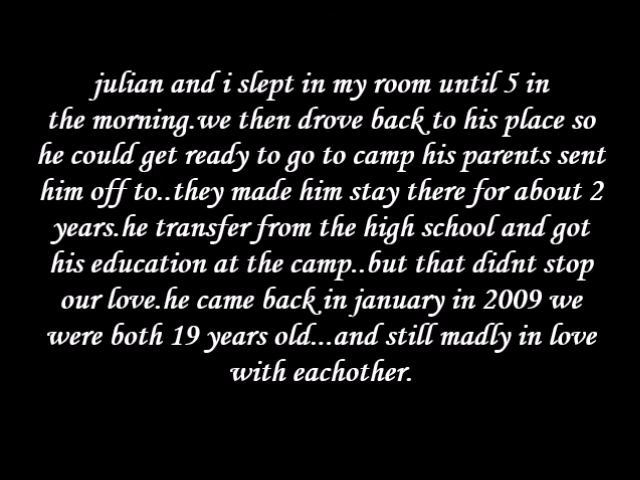 julian and i slept in my room until 5 in
the morning.we then drove back to his place so
he could get ready to go to camp his parents sent
him off to..they made him stay there for about 2
years.he transfer from the high school and got
his education at the camp..but that didnt stop
our love.he came back in january in 2009 we
were both 19 years old...and still madly in love
with eachother.